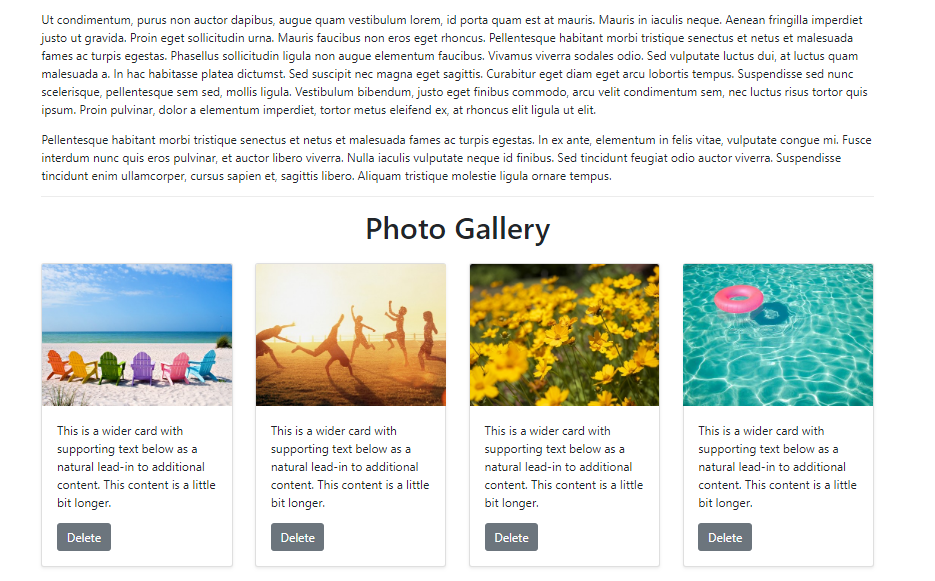 Ut condimentum, purus non auctor dapibus, augue quam vestibulum lorem, id porta quam est at mauris. Mauris in iaculis neque. Aenean fringilla imperdiet
justo ut gravida. Proin eget sollicitudin urna. Mauris faucibus non eros eget rhoncus. Pellentesque habitant morbi tristique senectus et netus et malesuada
fames ac turpis egestas. Phasellus sollicitudin ligula non augue elementum faucibus. Vivamus viverra sodales odio. Sed vulputate luctus dui, at luctus quam
malesuada a. In hac habitasse platea dictumst. Sed suscipit nec magna eget sagittis. Curabitur eget diam eget arcu lobortis tempus. Suspendisse sed nunc
scelerisque, pellentesque sem sed, mollis ligula. Vestibulum bibendum, justo eget finibus commodo, arcu velit condimentum sem, nec luctus risus tortor quis
ipsum. Proin pulvinar, dolor a elementum imperdiet, tortor metus eleifend ex, at rhoncus elit ligula ut elit.
Pellentesque habitant morbi tristique senectus et netus et malesuada fames ac turpis egestas. In ex ante, elementum in felis vitae, vulputate congue mi. Fusce
interdum nunc quis eros pulvinar, et auctor libero viverra. Nulla iaculis vulputate neque id finibus. Sed tincidunt feugiat odio auctor viverra. Suspendisse
tincidunt enim ullamcorper, cursus sapien et, sagittis libero. Aliquam tristique molestie ligula ornare tempus.
Photo Gallery
This is a wider card with
supporting text below as a
natural lead-in to additional
content. This content is a little
bit longer.
Delete
This is a wider card with
supporting text below as a
natural lead-in to additional
content. This content is a little
bit longer.
Delete
This is a wider card with
supporting text below as a
natural lead-in to additional
content. This content is a little
bit longer.
Delete
This is a wider card with
supporting text below as a
natural lead-in to additional
content. This content is a little
bit longer.
Delete